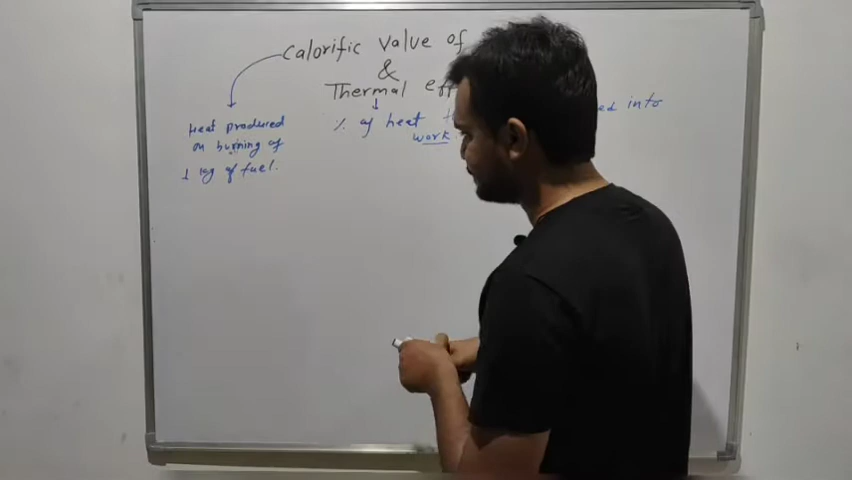 Calorific Value of
&
Thermal eff
Heat produced
on burning of
1 kg of fuel.
% of heat
ed into
work